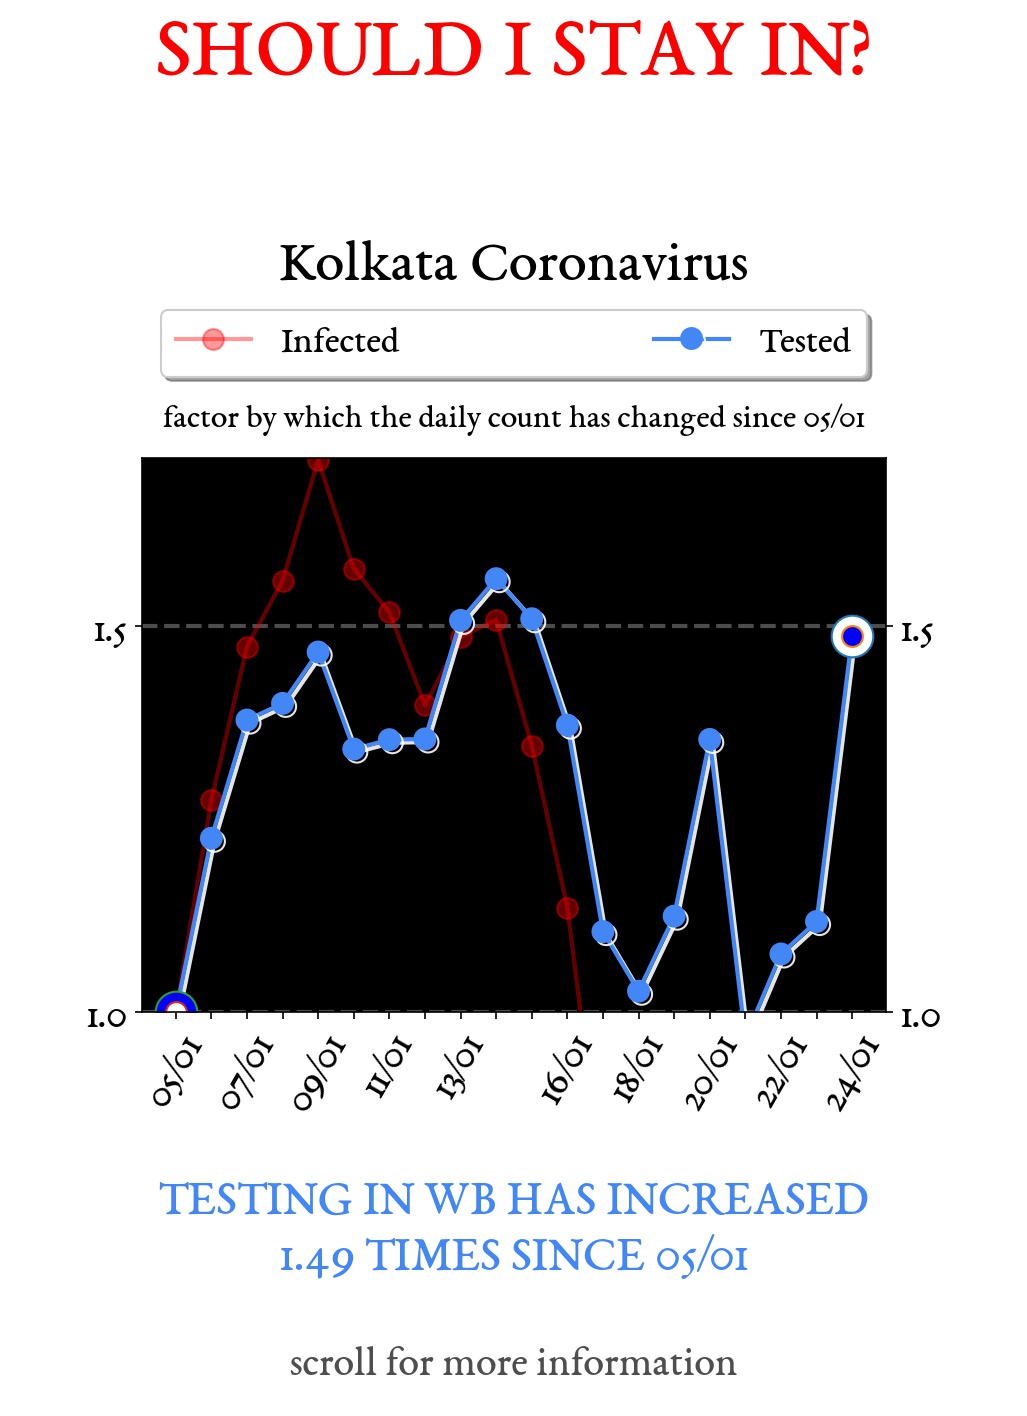 SHOULD I STAY IN?
Kolkata Coronavirus
Infected Tested
factor by which the daily count has changed since 05/01
1.5 1.5
1.0 1.0
05/01 07/01 09/01 11/01 13/01 16/01 18/01 20/01 22/01 24/01
TESTING IN WB HAS INCREASED
1.49 TIMES SINCE 05/01
scroll for more information